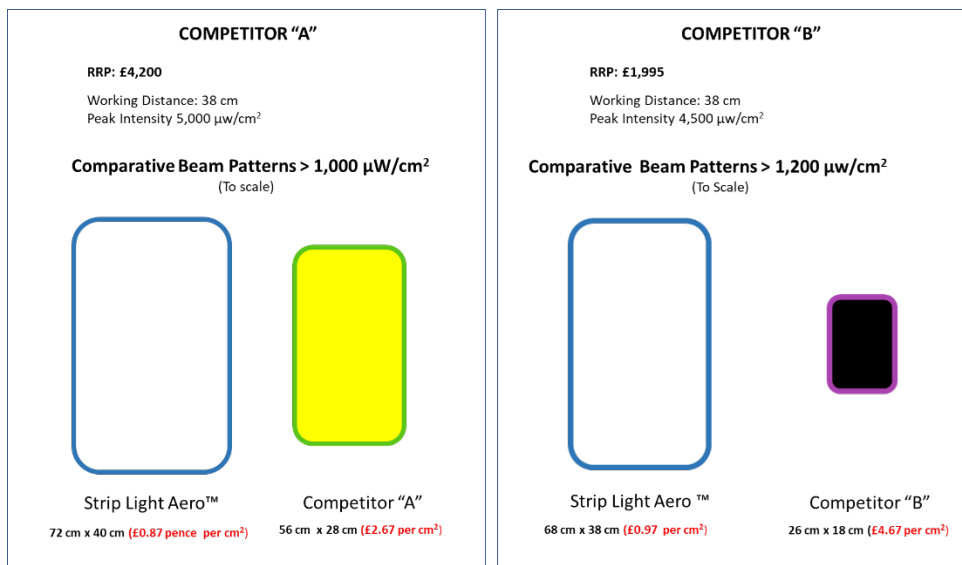 COMPETITOR “A”
RRP: £4,200
Working Distance: 38 cm
Peak Intensity 5,000 µw/cm²
Comparative Beam Patterns > 1,000 µW/cm²
(To scale)
Strip Light Aero™
72 cm x 40 cm (£0.87 pence per cm²)
Competitor “A”
56 cm x 28 cm (£2.67 per cm²)
COMPETITOR “B”
RRP: £1,995
Working Distance: 38 cm
Peak Intensity 4,500 µw/cm²
Comparative Beam Patterns > 1,200 µW/cm²
(To Scale)
Strip Light Aero ™
68 cm x 38 cm (£0.97 per cm²)
Competitor “B”
26 cm x 18 cm (£4.67 per cm²)